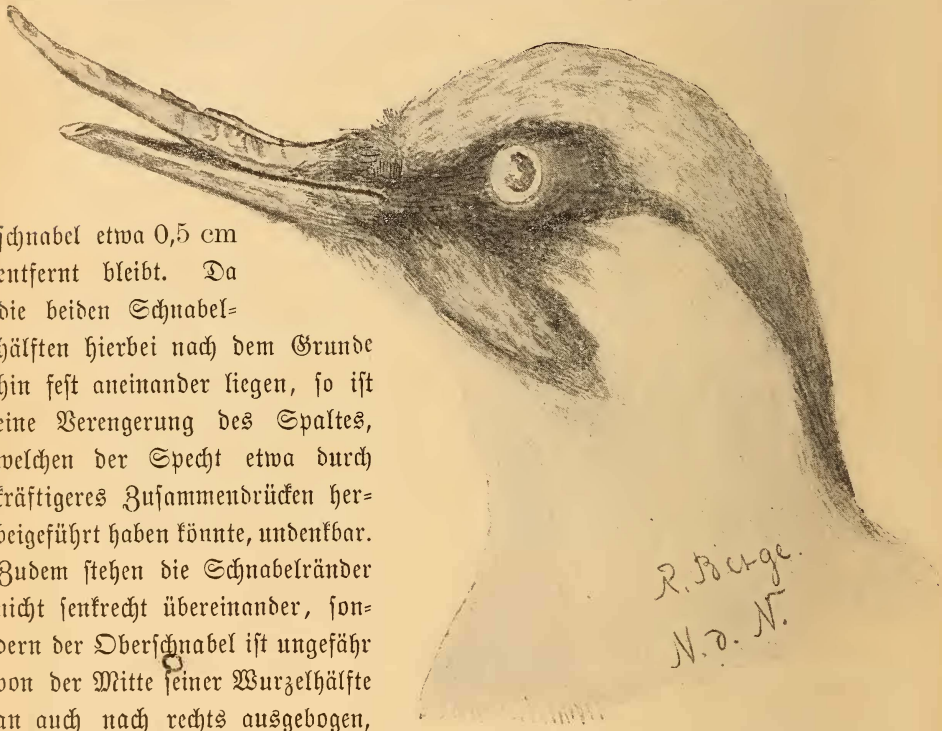 schnabel etwa 0,5 cm
entfernt bleibt. Da
die beiden Schnabel=
hälften hierbei nach dem Grunde
hin fest aneinander liegen, so ist
eine Verengerung des Spaltes,
welchen der Specht etwa durch
kräftigeres Zusammendrücken her=
beigeführt haben könnte, undenkbar.
Zudem stehen die Schnabelränder
nicht senkrecht übereinander, son=
dern der Oberschnabel ist ungefähr
von der Mitte seiner Wurzelhälfte
an auch nach rechts ausgebogen,
R. Berge.
N. d. N.